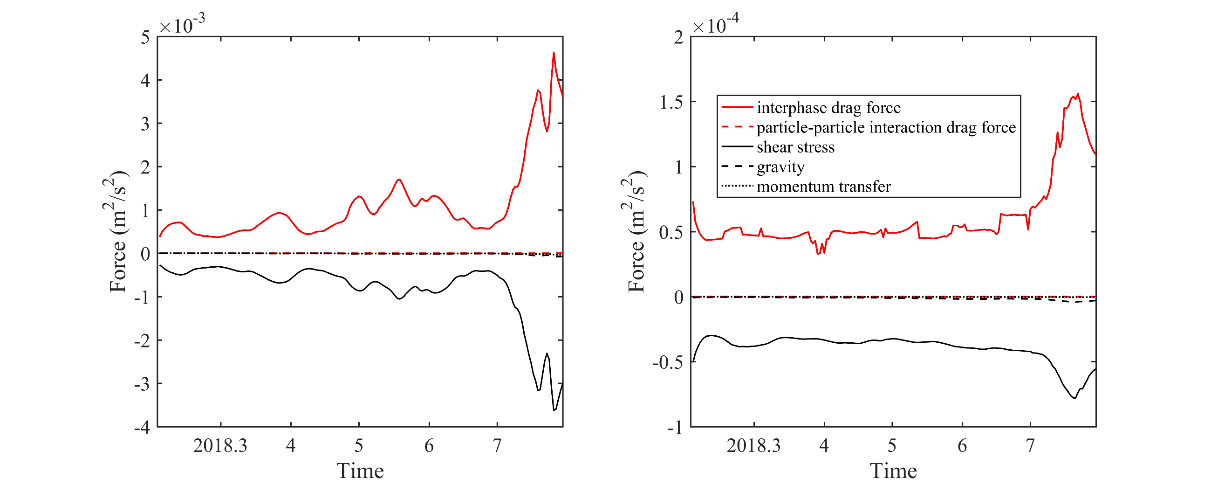 ×10⁻³
5
4
3
2
1
0
-1
-2
-3
-4
Force (m²/s²)
2018.3 4 5 6 7
Time
×10⁻⁴
2
1.5
1
0.5
0
-0.5
-1
Force (m²/s²)
interphase drag force
particle-particle interaction drag force
shear stress
gravity
momentum transfer
2018.3 4 5 6 7
Time